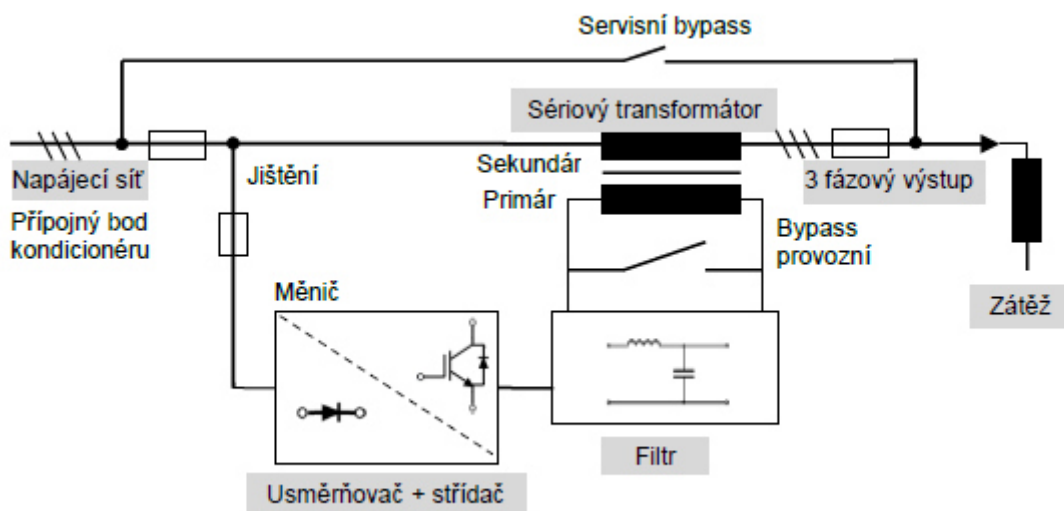 Servisní bypass
Sériový transformátor
Napájecí síť
Jištění
Sekundár
3 fázový výstup
Primár
Přípojný bod
kondicionéru
Bypass
provozní
Měnič
Zátěž
Filtr
Usměrňovač + střídač